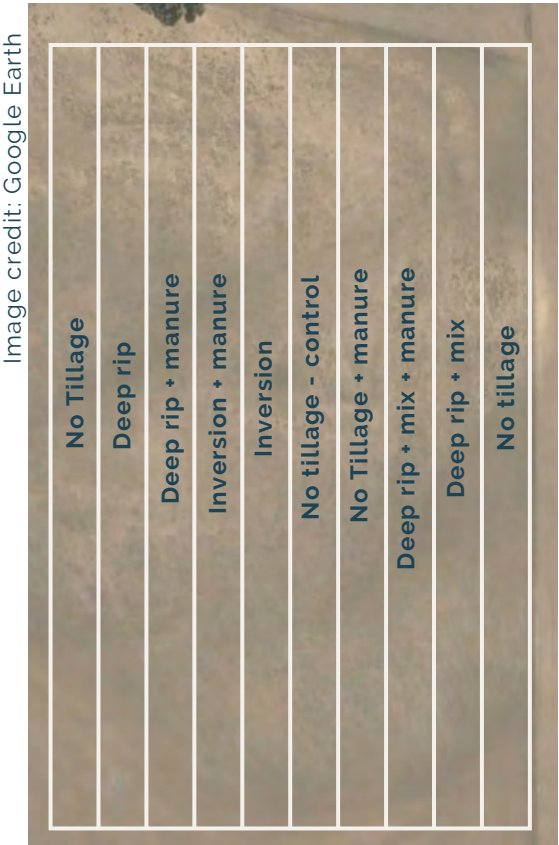 Image credit: Google Earth
No Tillage
Deep rip
Deep rip + manure
Inversion + manure
Inversion
No tillage - control
No Tillage + manure
Deep rip + mix + manure
Deep rip + mix
No tillage